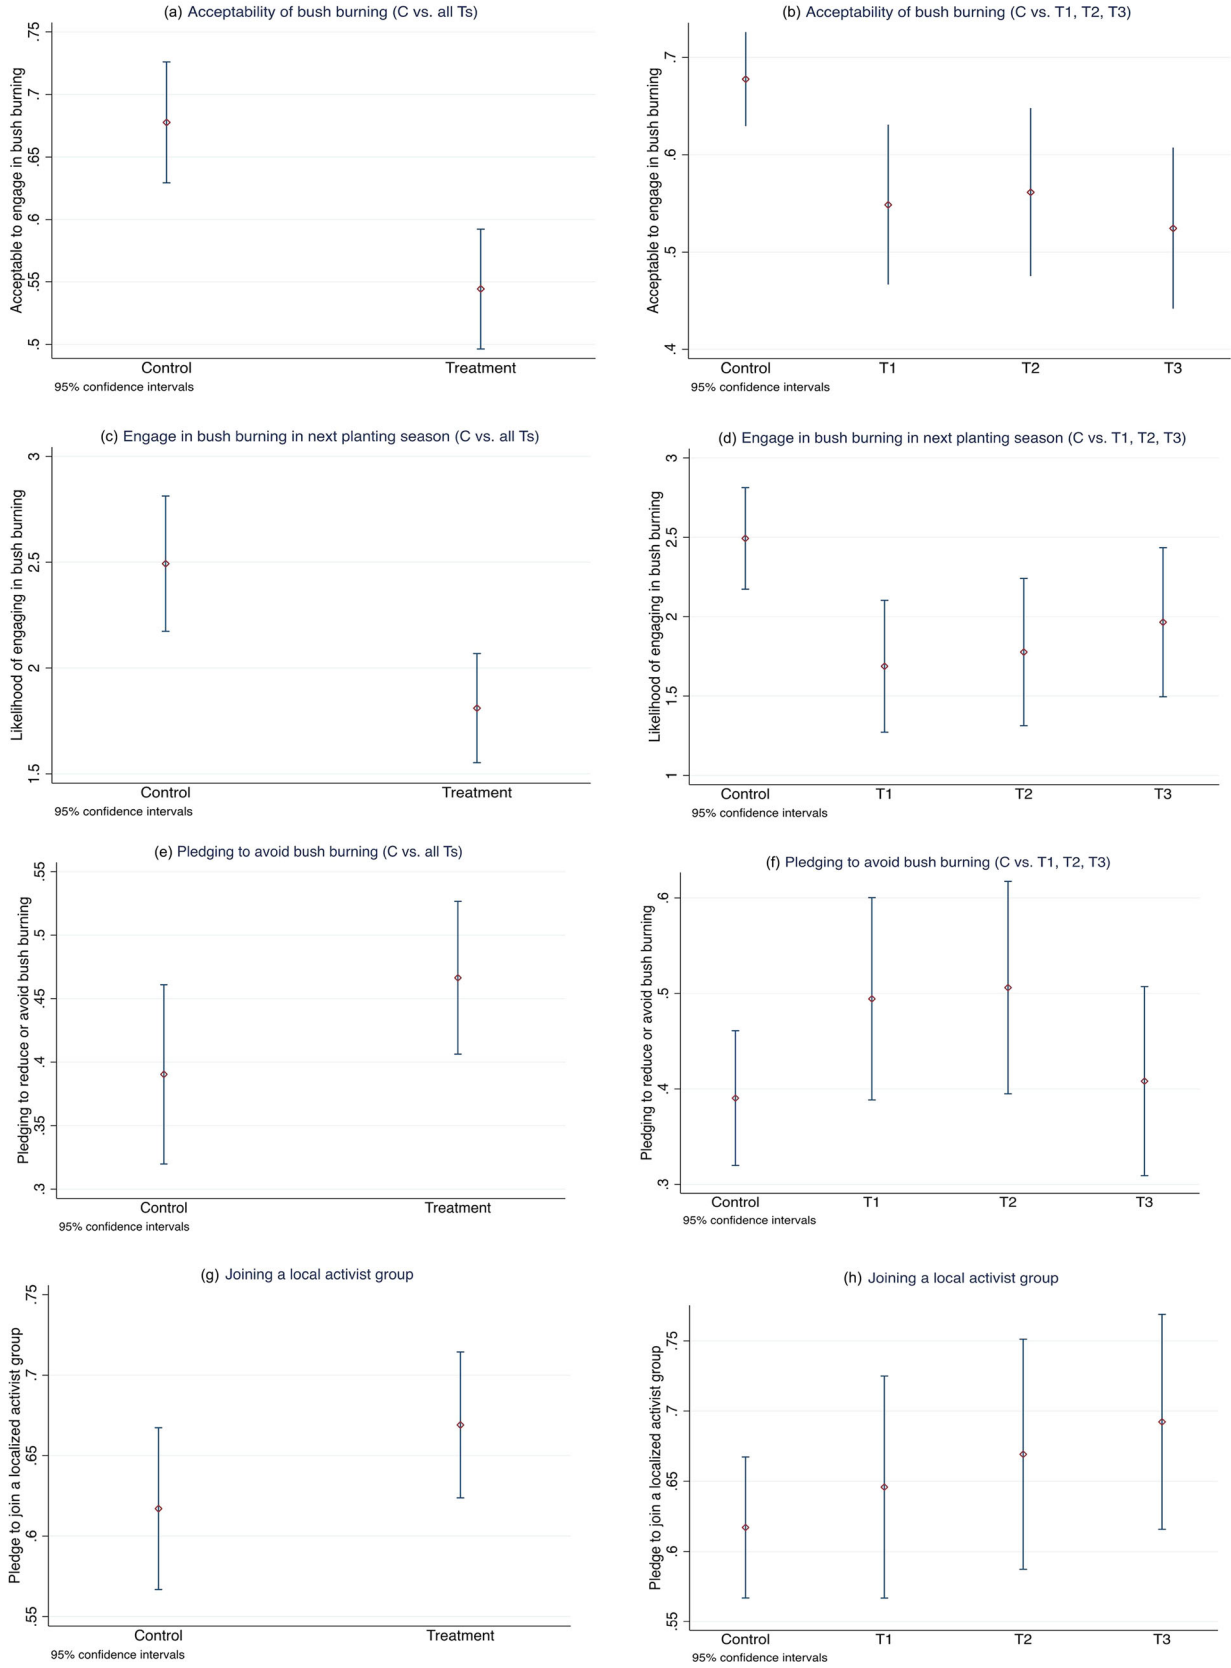 (a) Acceptability of bush burning (C vs. all Ts)
Acceptable to engage in bush burning
.75
.7
.65
.6
.55
.5
Control
Treatment
95% confidence intervals
(b) Acceptability of bush burning (C vs. T1, T2, T3)
Acceptable to engage in bush burning
.7
.6
.5
.4
Control
T1
T2
T3
95% confidence intervals
(c) Engage in bush burning in next planting season (C vs. all Ts)
Likelihood of engaging in bush burning
3
2.5
2
1.5
Control
Treatment
95% confidence intervals
(d) Engage in bush burning in next planting season (C vs. T1, T2, T3)
Likelihood of engaging in bush burning
3
2.5
2
1.5
1
Control
T1
T2
T3
95% confidence intervals
(e) Pledging to avoid bush burning (C vs. all Ts)
Pledging to reduce or avoid bush burning
.55
.5
.45
.4
.35
.3
Control
Treatment
95% confidence intervals
(f) Pledging to avoid bush burning (C vs. T1, T2, T3)
Pledging to reduce or avoid bush burning
.6
.5
.4
.3
Control
T1
T2
T3
95% confidence intervals
(g) Joining a local activist group
Pledge to join a localized activist group
.75
.7
.65
.6
.55
Control
Treatment
95% confidence intervals
(h) Joining a local activist group
Pledge to join a localized activist group
.75
.7
.65
.6
.55
Control
T1
T2
T3
95% confidence intervals